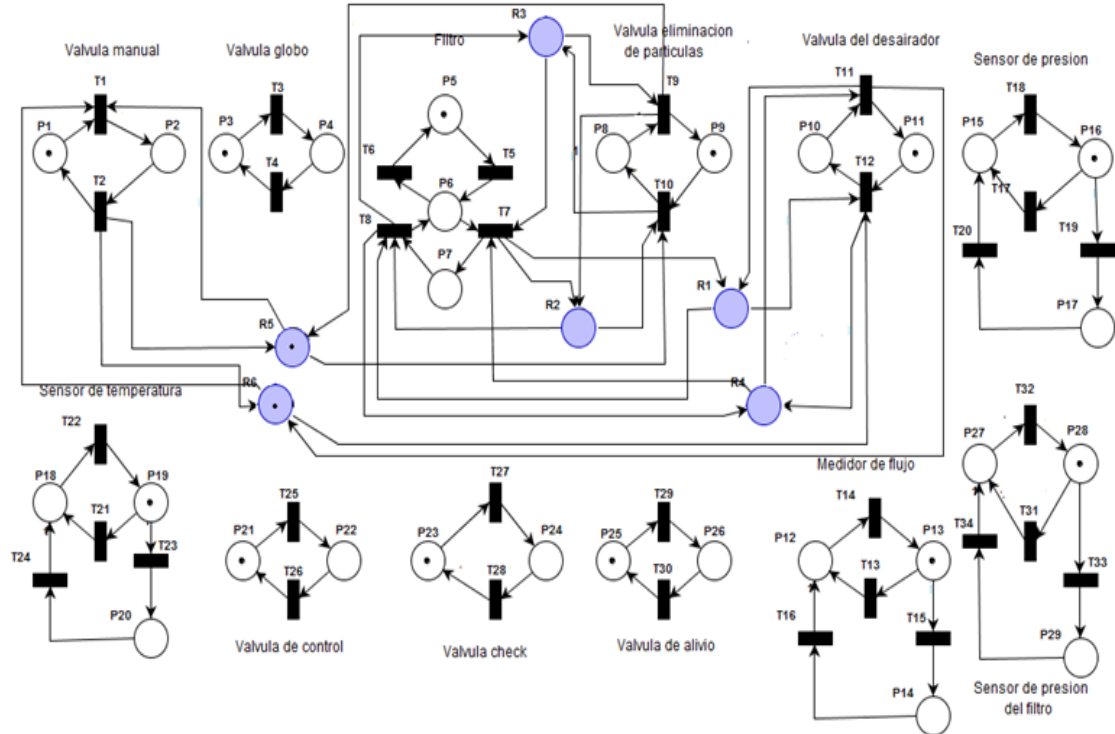 R3
Valvula manual
Valvula globo
Filtro
Valvula eliminacion
de particulas
Valvula del desairador
Sensor de presion
T1
T3
T9
T11
T18
P5
P1
P2
P3
P4
P8
P9
P10
P11
P15
P16
T2
T4
T6
T5
T10
T12
T17
P6
1
T8
T7
T20
T19
P7
R2
R1
P17
R5
R6
R4
Sensor de temperatura
T22
T32
P18
P19
P27
P28
T21
T24
T23
P20
T27
Medidor de flujo
T25
T29
T14
P21
P22
P23
P24
P25
P26
P12
P13
T26
T28
T30
T13
T31
T34
T33
T16
T15
P14
P29
Valvula de control
Valvula check
Valvula de alivio
Sensor de presion
del filtro